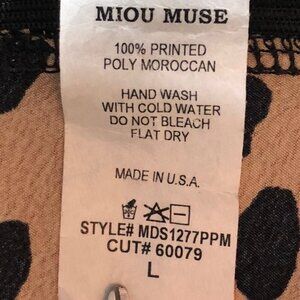 MIOU MUSE
100% PRINTED
POLY MOROCCAN
HAND WASH
WITH COLD WATER
DO NOT BLEACH
FLAT DRY
MADE IN U.S.A.
STYLE# MDS1277PPM
CUT# 60079
L